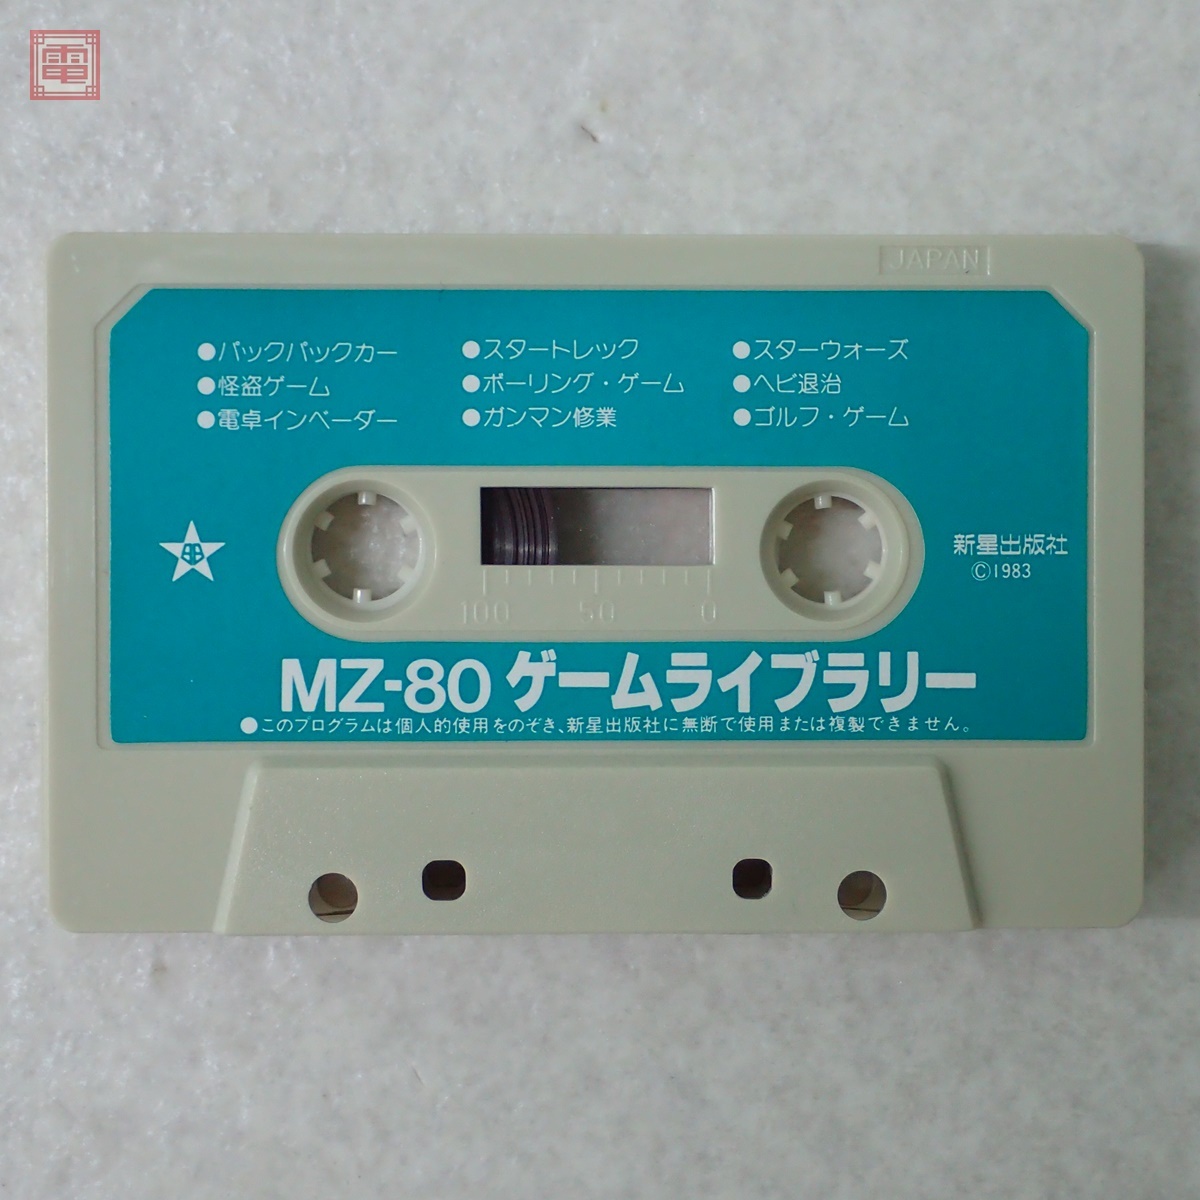 電
JAPAN
●パックパックカー
●スタートレック
●スターウォーズ
●怪盗ゲーム
●ボーリング・ゲーム
●ヘビ退治
●電卓インベーダー
●ガンマン修業
●ゴルフ・ゲーム
新星出版社
©1983
100 50 0
MZ-80 ゲームライブラリー
●このプログラムは個人的使用をのぞき、新星出版社に無断で使用または複製できません。